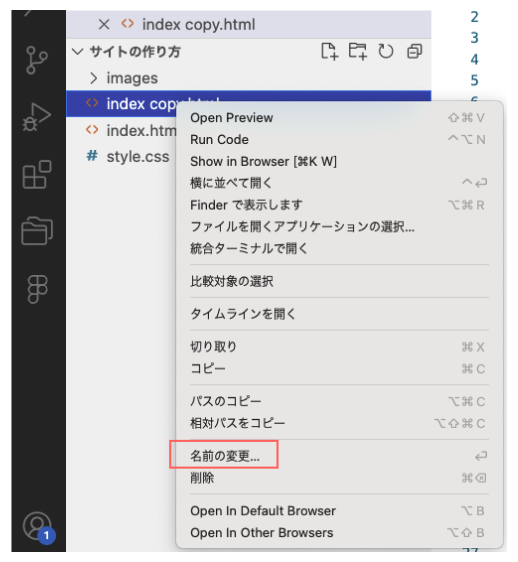 index copy.html
サイトの作り方
images
index copy.html
index.htm
style.css
Open Preview ⇧⌘V
Run Code ^⌥N
Show in Browser [⌘K W]
横に並べて開く ^⏎
Finder で表示します ⌥⌘R
ファイルを開くアプリケーションの選択...
統合ターミナルで開く
比較対象の選択
タイムラインを開く
切り取り ⌘X
コピー ⌘C
パスのコピー ⌥⌘C
相対パスをコピー ⌥⇧⌘C
名前の変更... ⏎
削除 ⌘⌫
Open In Default Browser ⌥B
Open In Other Browsers ⌥⇧B
1
2
3
4
5